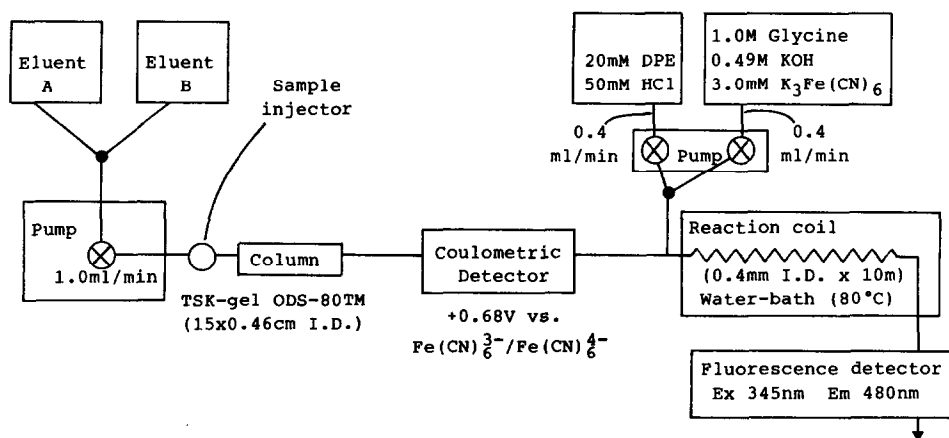 Eluent
A
Eluent
B
Sample
injector
20mM DPE
50mM HCl
1.0M Glycine
0.49M KOH
3.0mM K3Fe(CN)6
0.4
ml/min
Pump
0.4
ml/min
Pump
1.0ml/min
Column
TSK-gel ODS-80TM
(15x0.46cm I.D.)
Coulometric
Detector
+0.68V vs.
Fe(CN)6 3-/Fe(CN)6 4-
Reaction coil
(0.4mm I.D. x 10m)
Water-bath (80°C)
Fluorescence detector
Ex 345nm Em 480nm